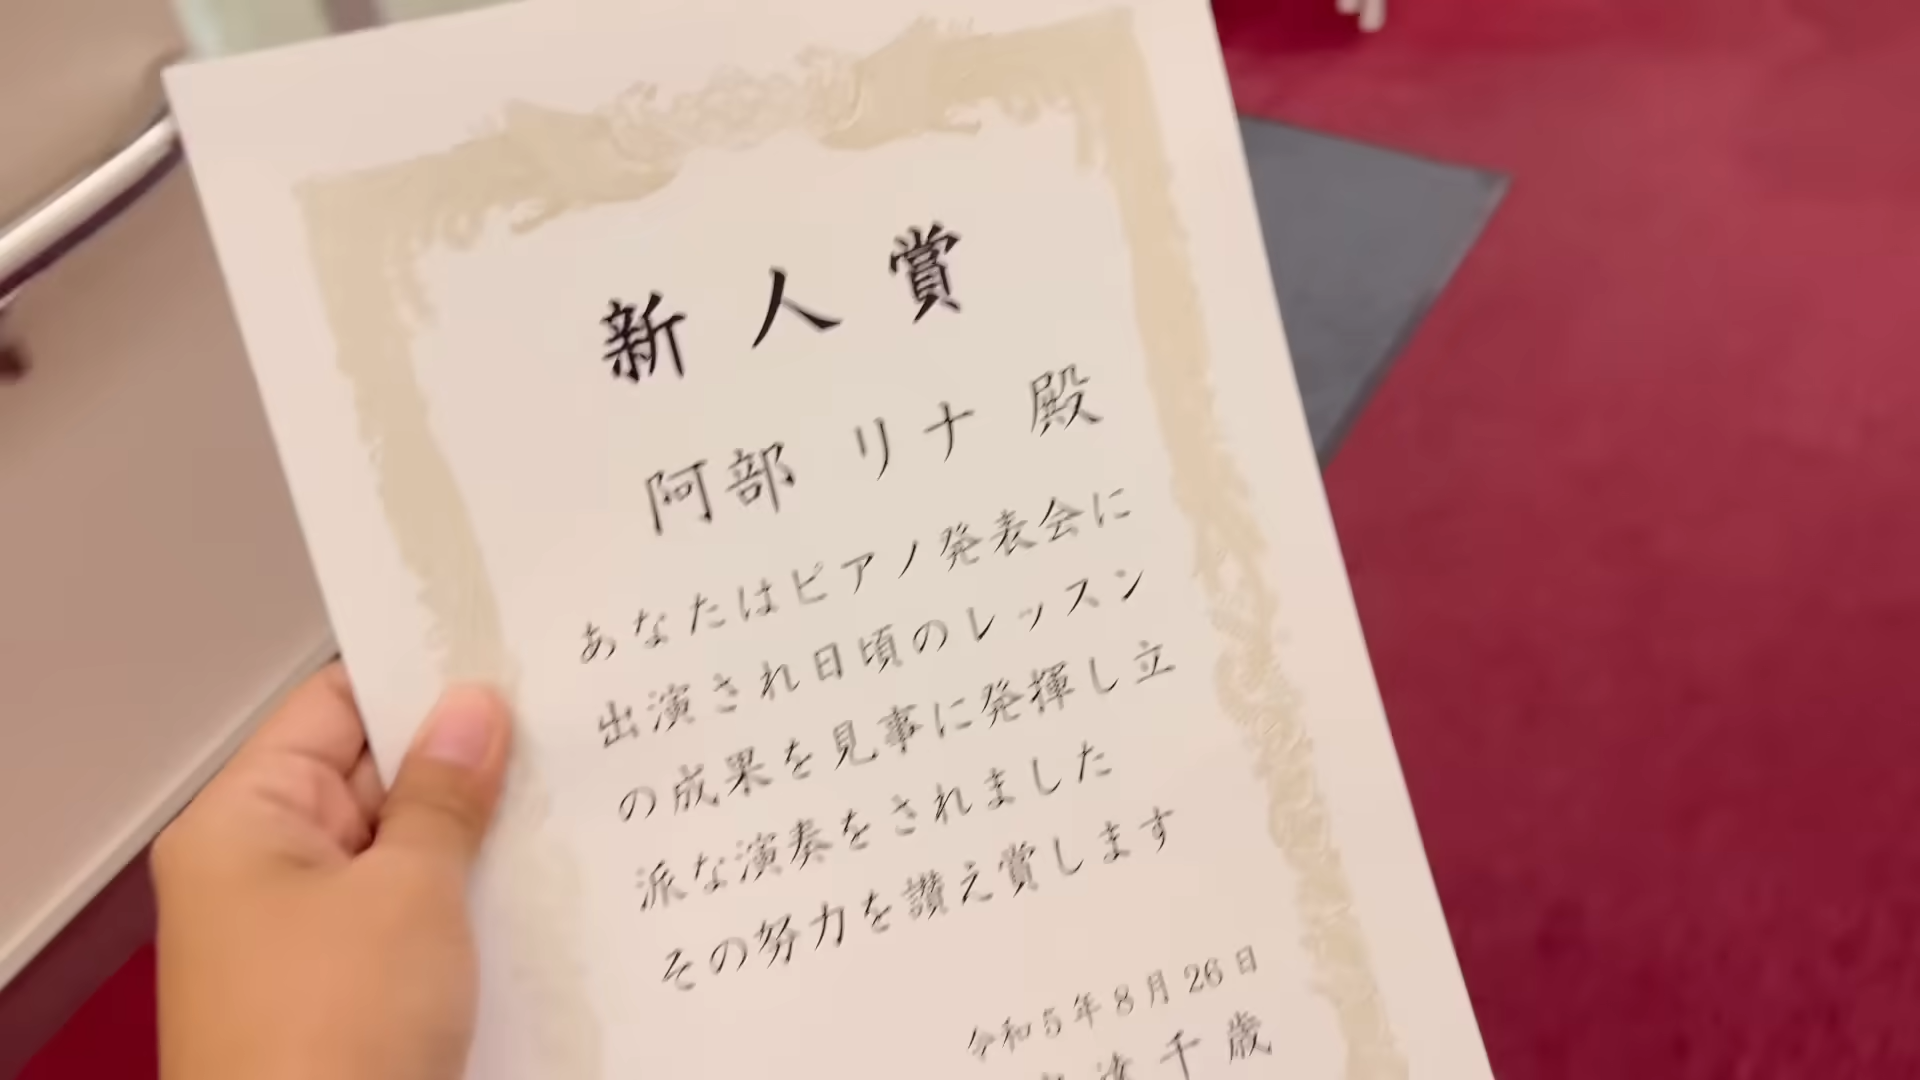 新人賞
阿部 リナ 殿
あなたはピアノ発表会に
出演され日頃のレッスン
の成果を見事に発揮し立
派な演奏をされました
その努力を讃え賞します
令和5年8月26日
千歳